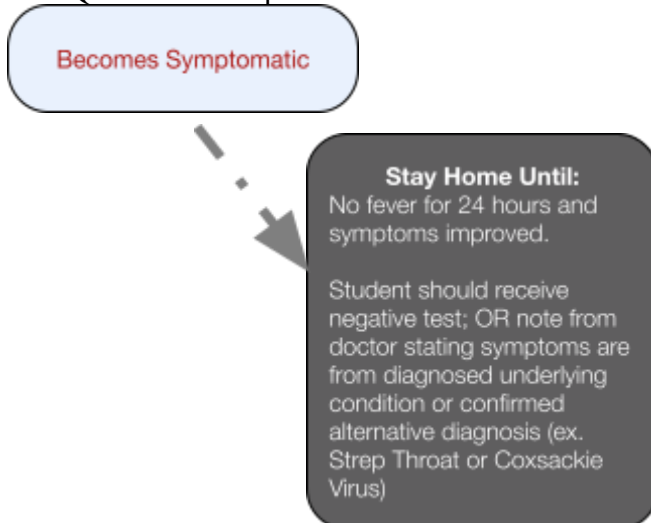 Becomes Symptomatic
Stay Home Until:
No fever for 24 hours and
symptoms improved.
Student should receive
negative test; OR note from
doctor stating symptoms are
from diagnosed underlying
condition or confirmed
alternative diagnosis (ex.
Strep Throat or Coxsackie
Virus)